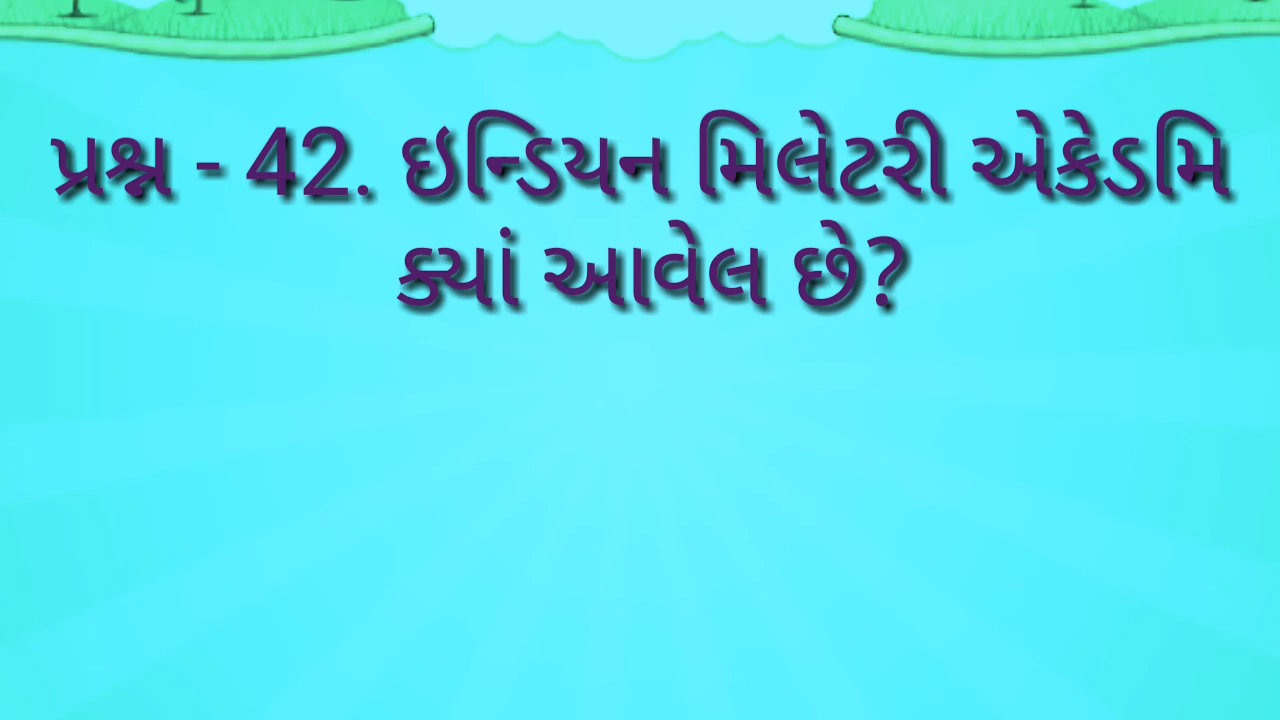 પ્રશ્ન - 42. ઇન્ડિયન મિલેટરી એકેડમિ
ક્યાં આવેલ છે?